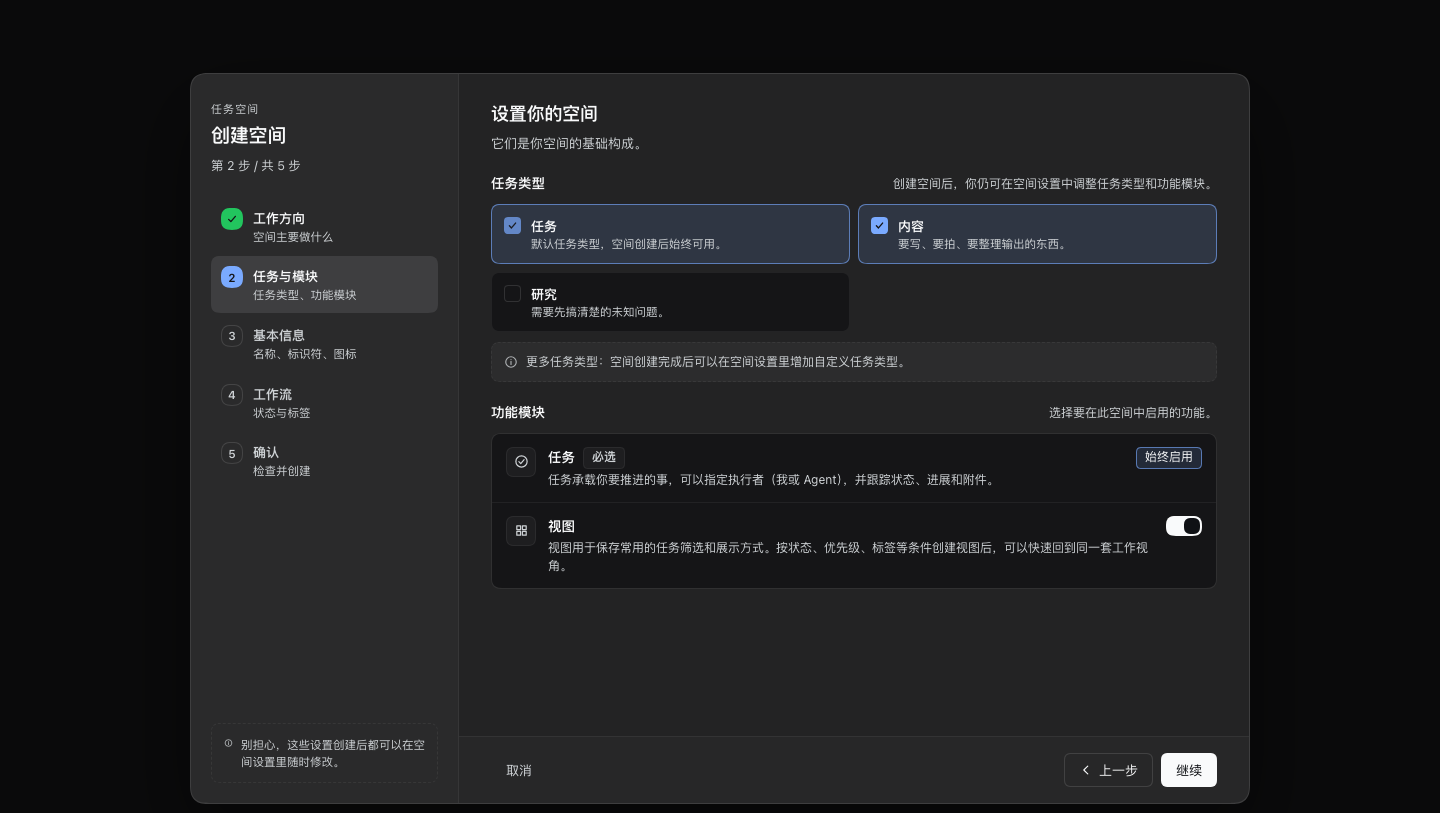 任务空间
创建空间
第 2 步 / 共 5 步
工作方向
空间主要做什么
2
任务与模块
任务类型、功能模块
3
基本信息
名称、标识符、图标
4
工作流
状态与标签
5
确认
检查并创建
别担心，这些设置创建后都可以在空
间设置里随时修改。
设置你的空间
它们是你空间的基础构成。
任务类型
创建空间后，你仍可在空间设置中调整任务类型和功能模块。
任务
默认任务类型，空间创建后始终可用。
内容
要写、要拍、要整理输出的东西。
研究
需要先搞清楚的未知问题。
更多任务类型：空间创建完成后可以在空间设置里增加自定义任务类型。
功能模块
选择要在此空间中启用的功能。
任务 必选
始终启用
任务承载你要推进的事，可以指定执行者（我或 Agent），并跟踪状态、进展和附件。
视图
视图用于保存常用的任务筛选和展示方式。按状态、优先级、标签等条件创建视图后，可以快速回到同一套工作视
角。
取消
上一步
继续